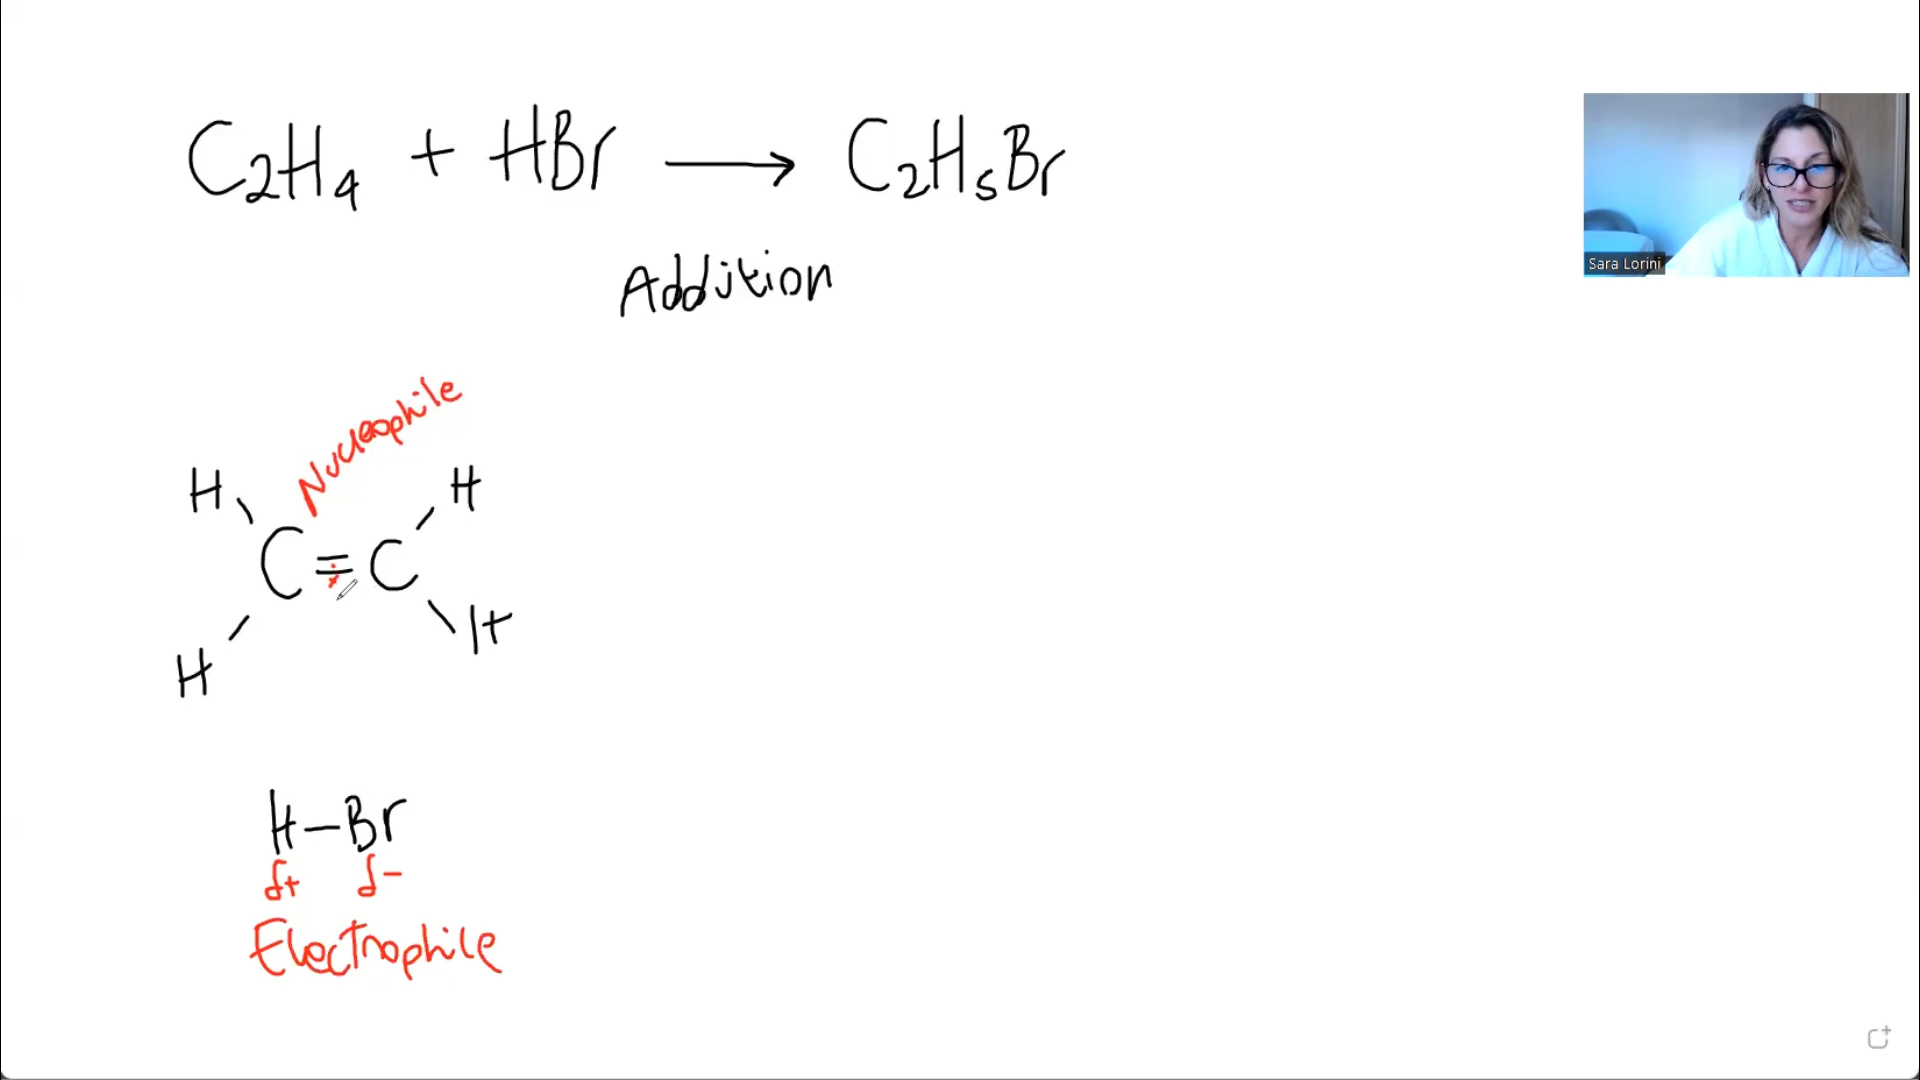 C₂H₄ + HBr → C₂H₅Br
Addition
Sara Lorini
Nucleophile
H H
C=C
H H
H–Br
δ+ δ-
Electrophile